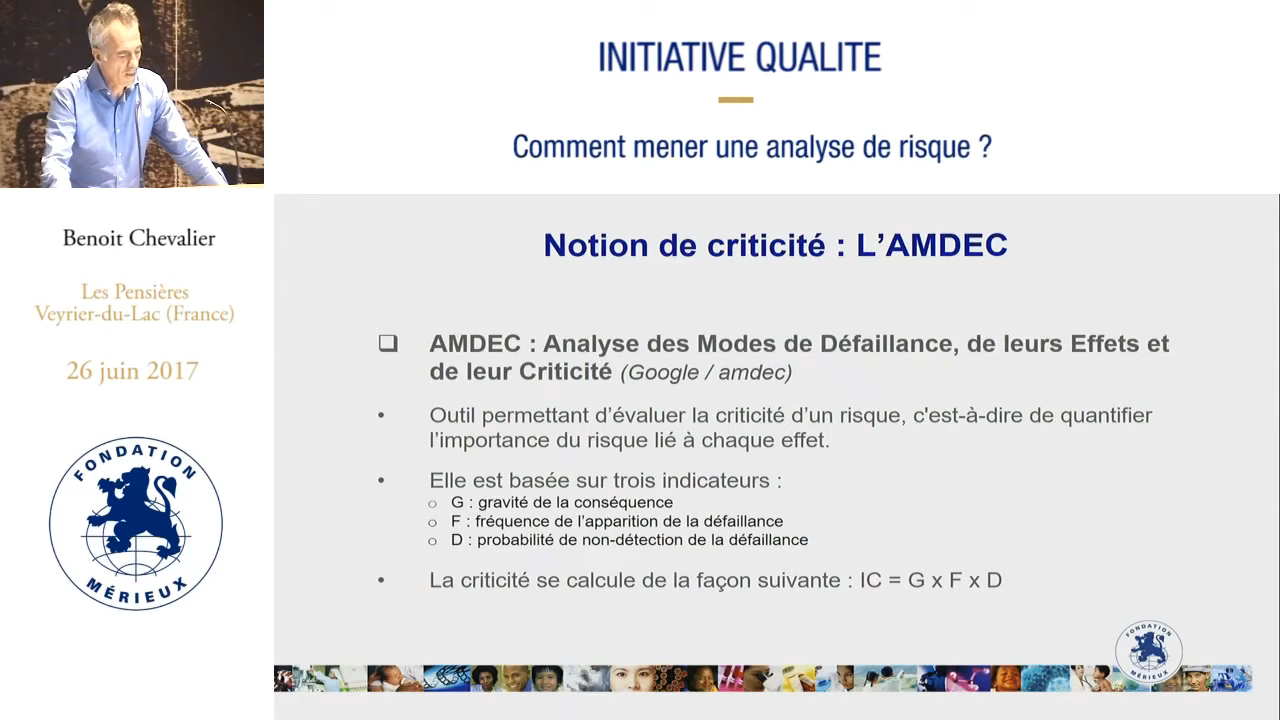 INITIATIVE QUALITE
Comment mener une analyse de risque ?
Benoit Chevalier
Les Pensières
Veyrier-du-Lac (France)
26 juin 2017
FONDATION
MÉRIEUX
Notion de criticité : L’AMDEC
AMDEC : Analyse des Modes de Défaillance, de leurs Effets et
de leur Criticité (Google / amdec)
• Outil permettant d’évaluer la criticité d’un risque, c'est-à-dire de quantifier
l’importance du risque lié à chaque effet.
• Elle est basée sur trois indicateurs :
o G : gravité de la conséquence
o F : fréquence de l’apparition de la défaillance
o D : probabilité de non-détection de la défaillance
• La criticité se calcule de la façon suivante : IC = G x F x D
FONDATION
MÉRIEUX